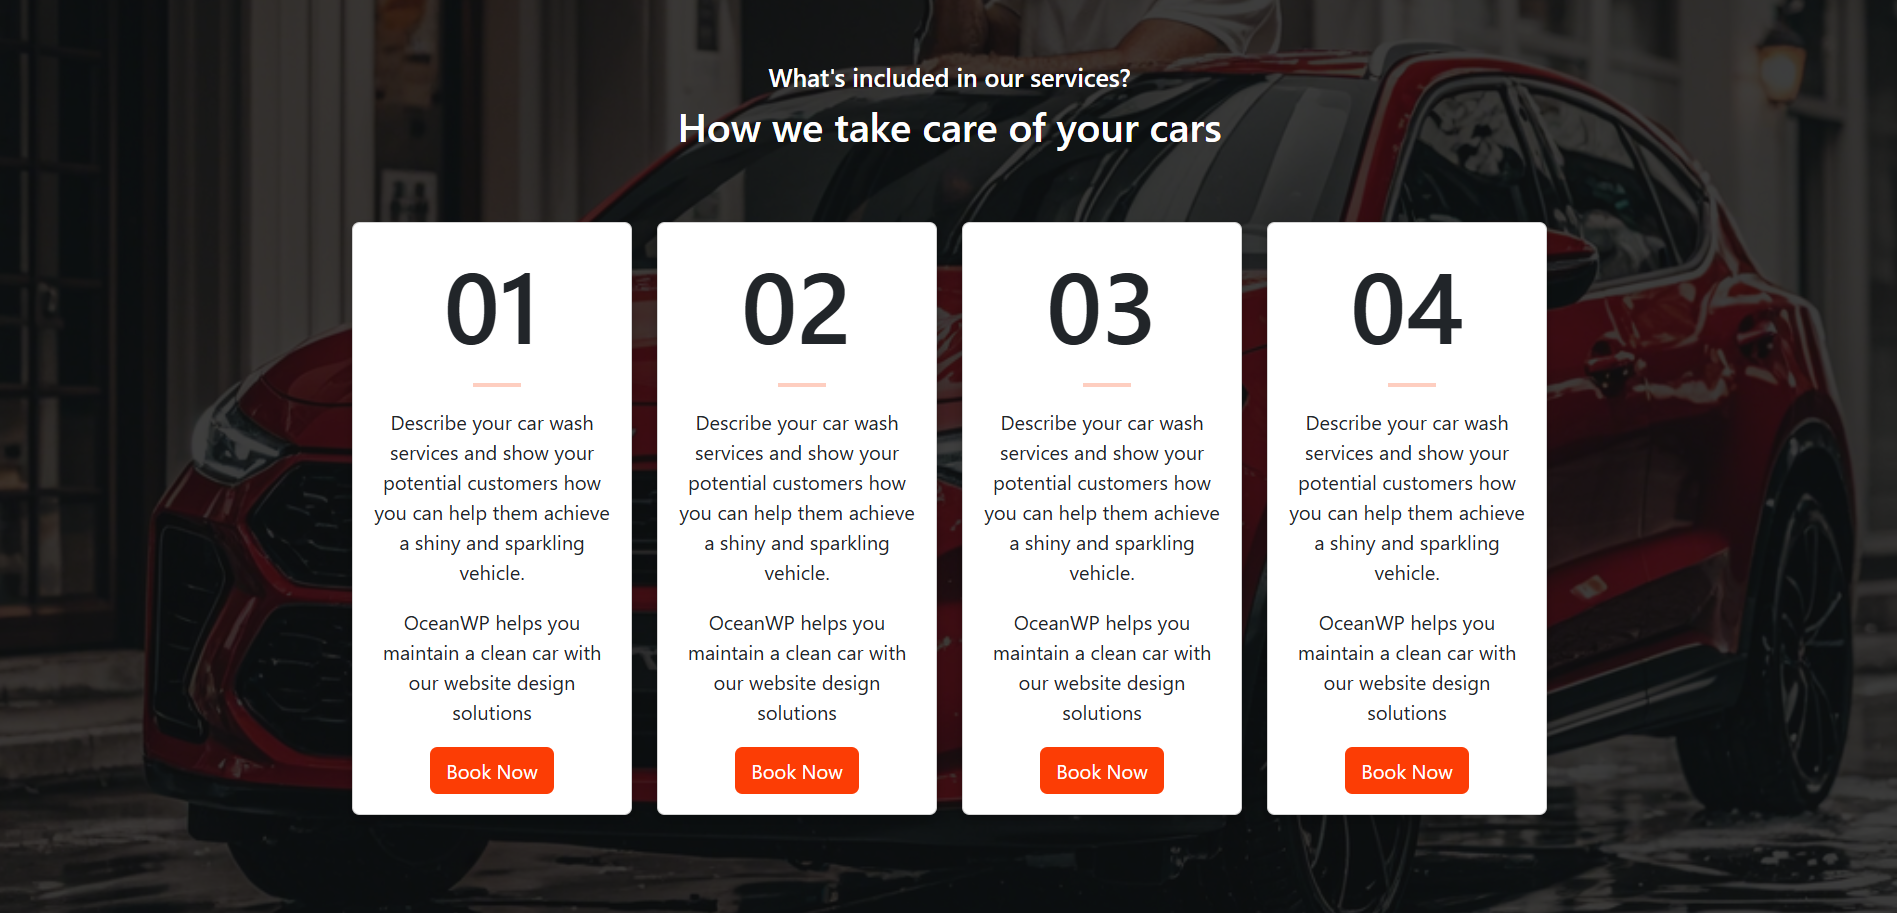 What's included in our services?
How we take care of your cars
01
Describe your car wash
services and show your
potential customers how
you can help them achieve
a shiny and sparkling
vehicle.
OceanWP helps you
maintain a clean car with
our website design
solutions
Book Now
02
Describe your car wash
services and show your
potential customers how
you can help them achieve
a shiny and sparkling
vehicle.
OceanWP helps you
maintain a clean car with
our website design
solutions
Book Now
03
Describe your car wash
services and show your
potential customers how
you can help them achieve
a shiny and sparkling
vehicle.
OceanWP helps you
maintain a clean car with
our website design
solutions
Book Now
04
Describe your car wash
services and show your
potential customers how
you can help them achieve
a shiny and sparkling
vehicle.
OceanWP helps you
maintain a clean car with
our website design
solutions
Book Now